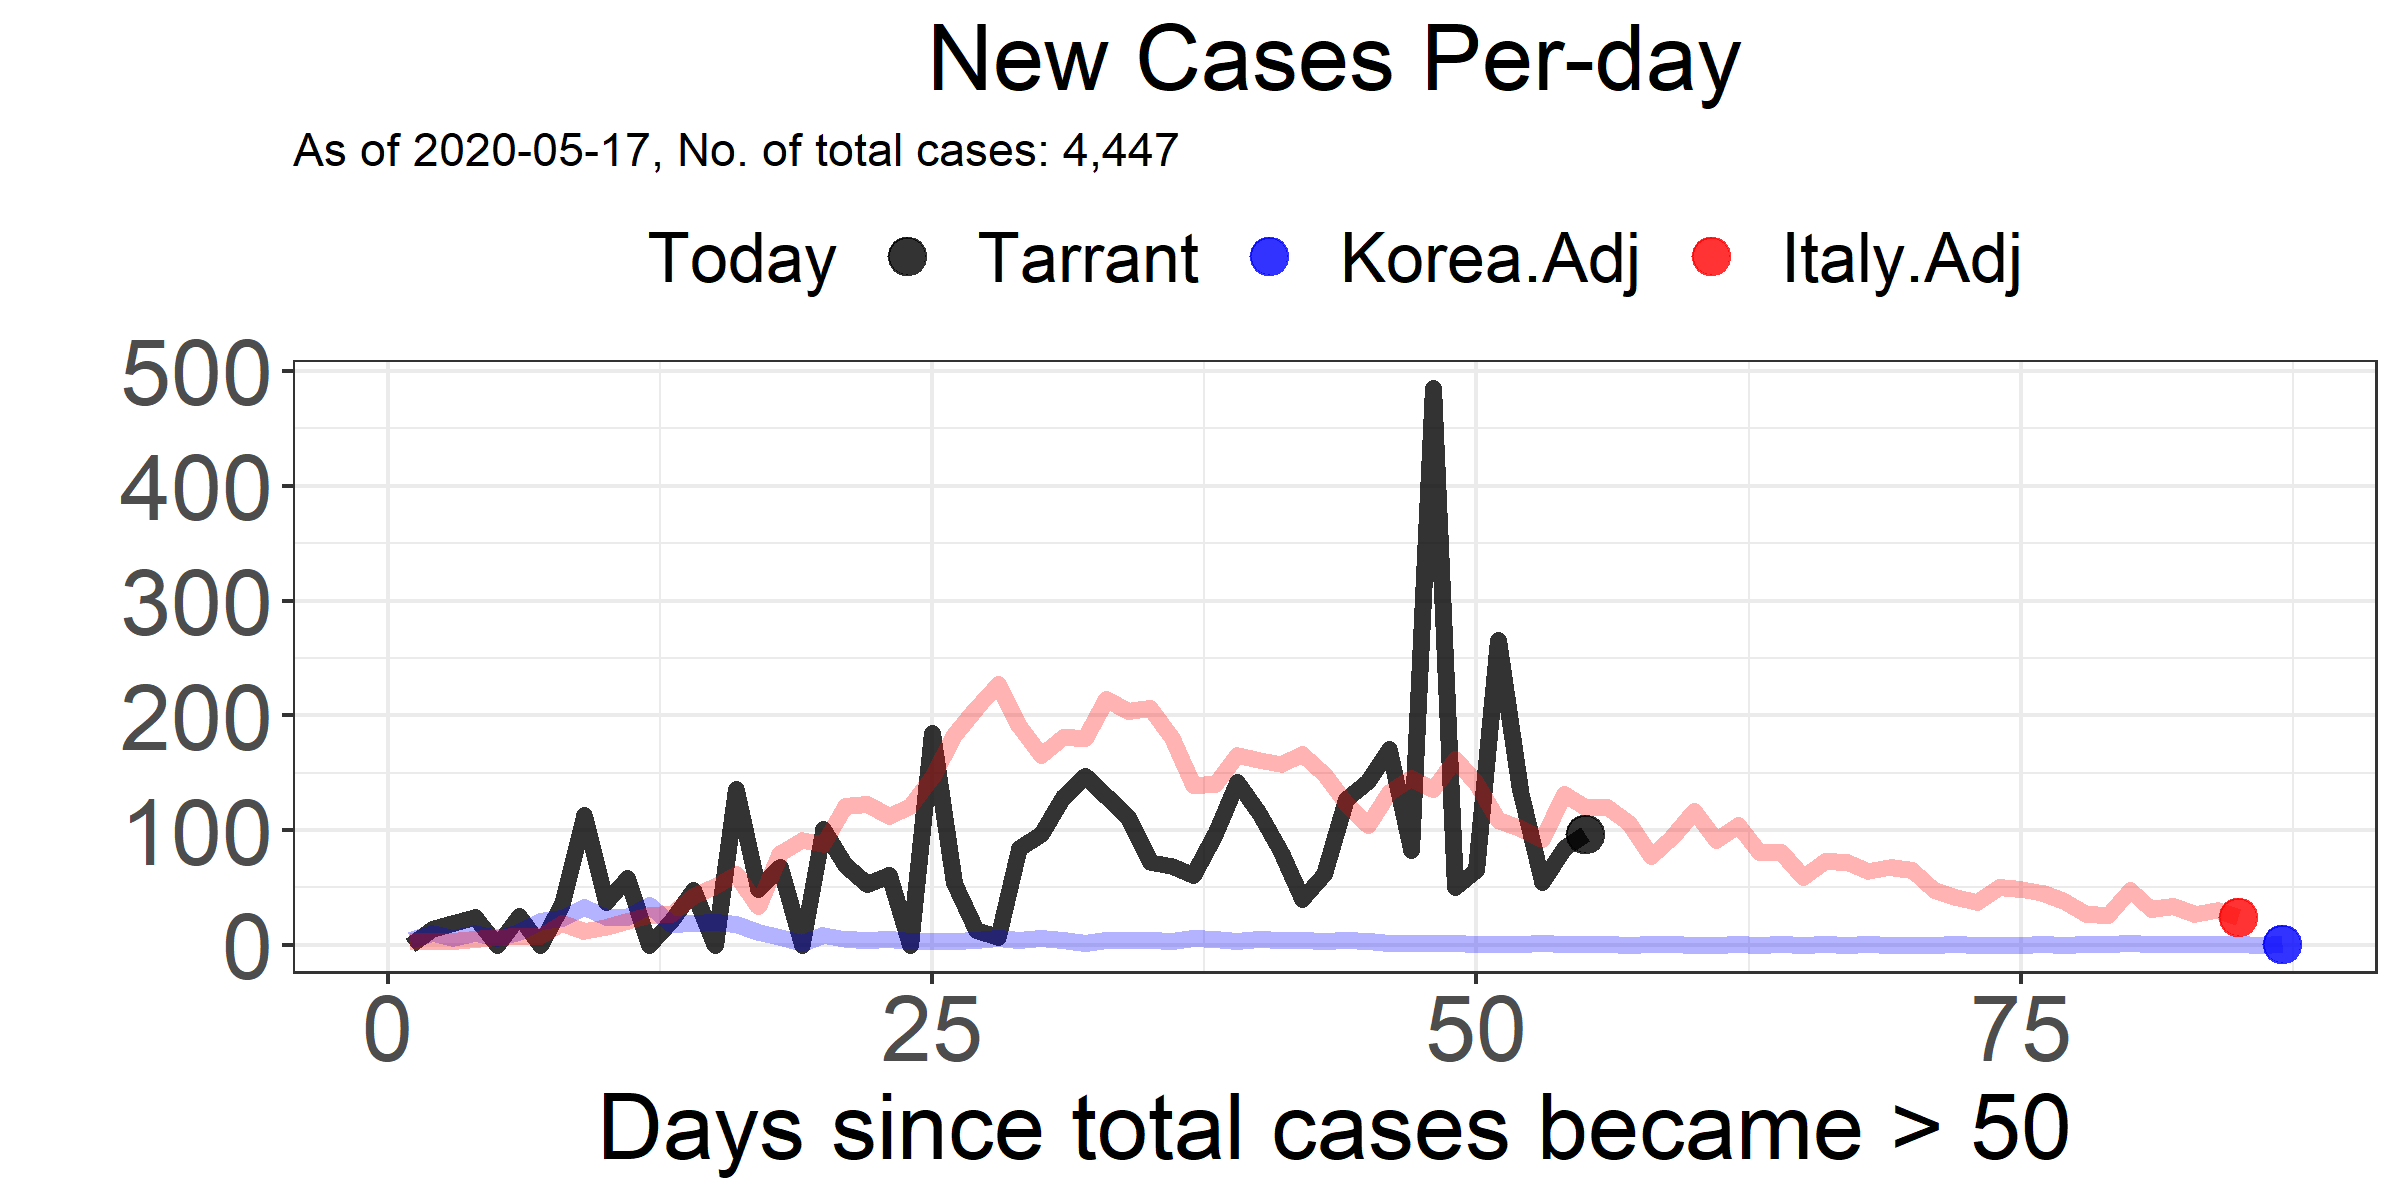 New Cases Per-day
As of 2020-05-17, No. of total cases: 4,447
Today Tarrant Korea.Adj Italy.Adj
500
400
300
200
100
0
0 25 50 75
Days since total cases became > 50